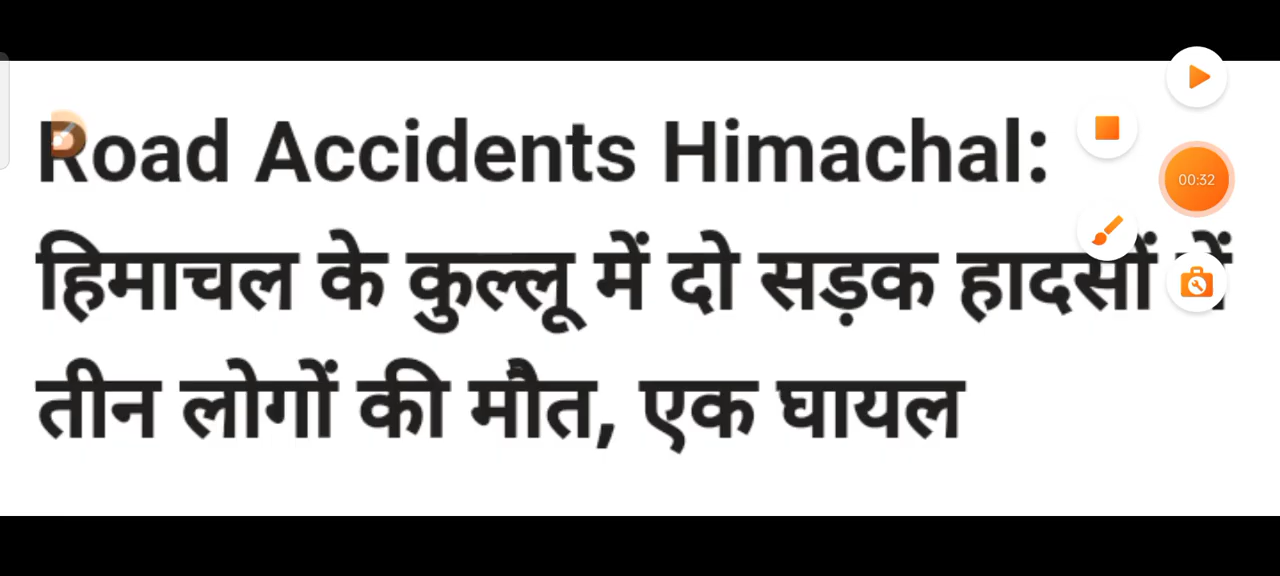 Road Accidents Himachal:
हिमाचल के कुल्लू में दो सड़क हादसों में
तीन लोगों की मौत, एक घायल
00:32